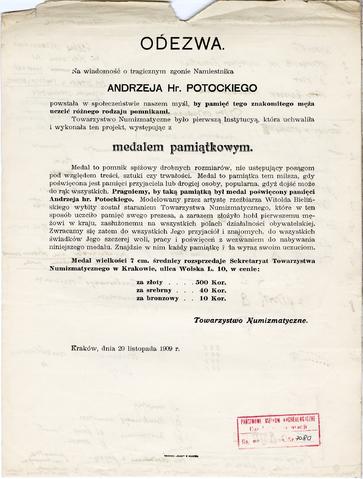 ODEZWA.
Na wiadomość o tragicznym zgonie Namiestnika
ANDRZEJA Hr. POTOCKIEGO
powstała w społeczeństwie naszem myśl, by pamięć tego znakomitego męża
uczcić różnego rodzaju pomnikami.
Towarzystwo Numizmatyczne było pierwszą Instytucyą, która uchwaliła
i wykonała ten projekt, występując z
medalem pamiątkowym.
Medal to pomnik spiżowy drobnych rozmiarów, nie ustępujący posągom
pod względem treści, sztuki czy trwałości. Medal to pamiątka tem milsza, gdy
poświęcona jest pamięci przyjaciela lub drogiej osoby, popularna, gdyż dojść może
do rąk wszystkich. Pragniemy, by taką pamiątką był medal poświęcony pamięci
Andrzeja hr. Potockiego. Modelowany przez artystę rzeźbiarza Witolda Bieliń-
skiego wybity został staraniem Towarzystwa Numizmatycznego, które w ten
sposób uczciło pamięć swego prezesa, a zarazem złożyło hołd pierwszemu mę-
żowi w kraju, zasłużonemu na wszystkich polach działalności obywatelskiej.
Zwracamy się zatem do wszystkich Jego przyjaciół i znajomych, do wszystkich
świadków Jego szczerej woli, pracy i poświęceń z wezwaniem do nabywania
niniejszego medalu. Znajdzie w nim każdy pamiątkę i da wyraz swoim uczuciom.
Medal wielkości 7 cm. średnicy rozsprzedaje Sekretaryat Towarzystwa
Numizmatycznego w Krakowie, ulica Wolska L. 10, w cenie:
za złoty . . . . 500 Kor.
za srebrny . . . . 40 Kor.
za bronzowy . . . 10 Kor.
Towarzystwo Numizmatyczne.
Kraków, dnia 20 listopada 1909 r.
7080